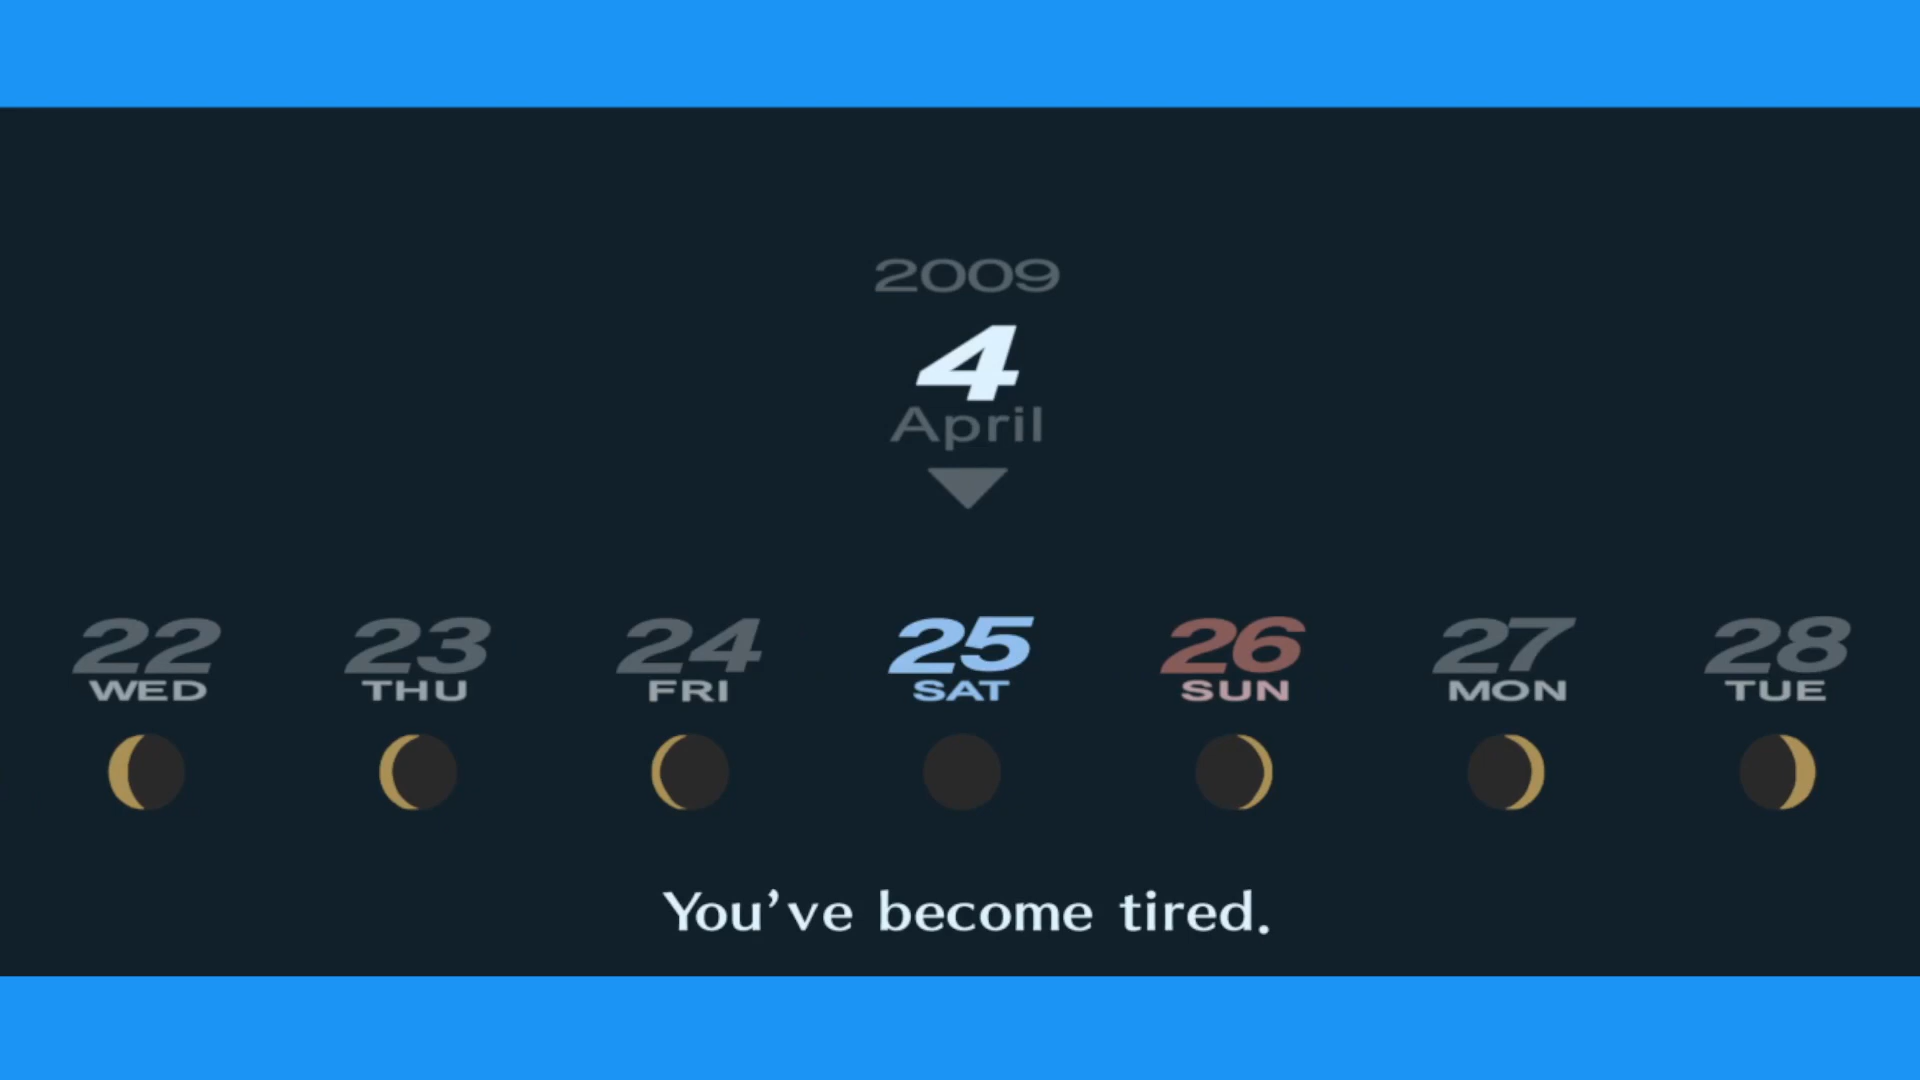 2009
4
April
22 23 24 25 26 27 28
WED THU FRI SAT SUN MON TUE
You've become tired.